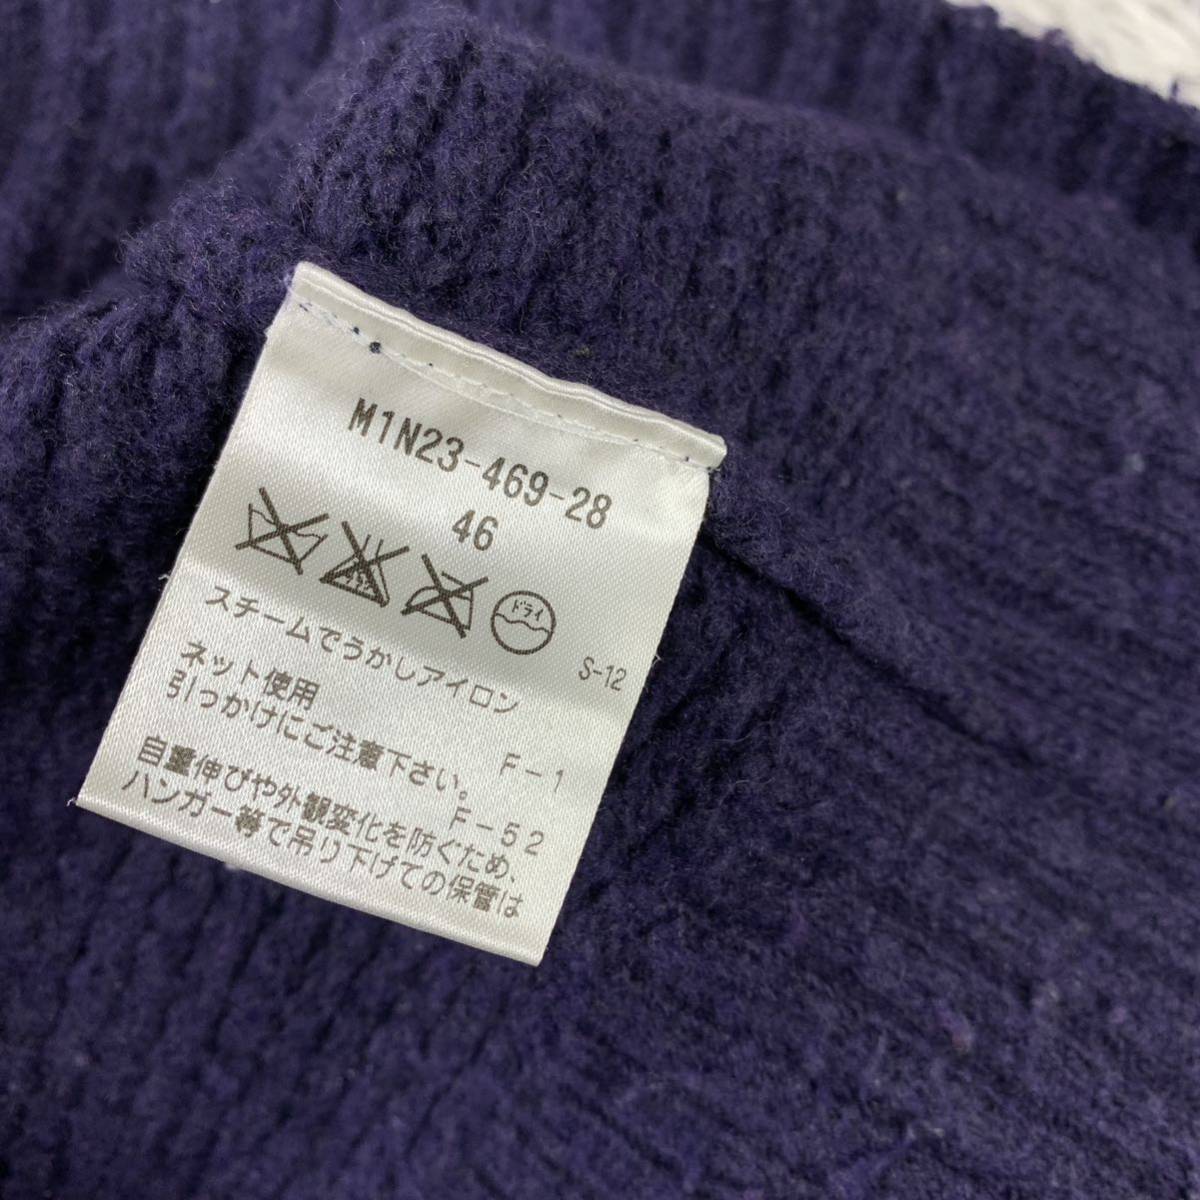 M1N23-469-28
46
ドライ
S-12
スチームでうかしアイロン
ネット使用
F-1
引っかけにご注意下さい。
F-52
自重伸びや外観変化を防ぐため、
ハンガー等で吊り下げての保管は